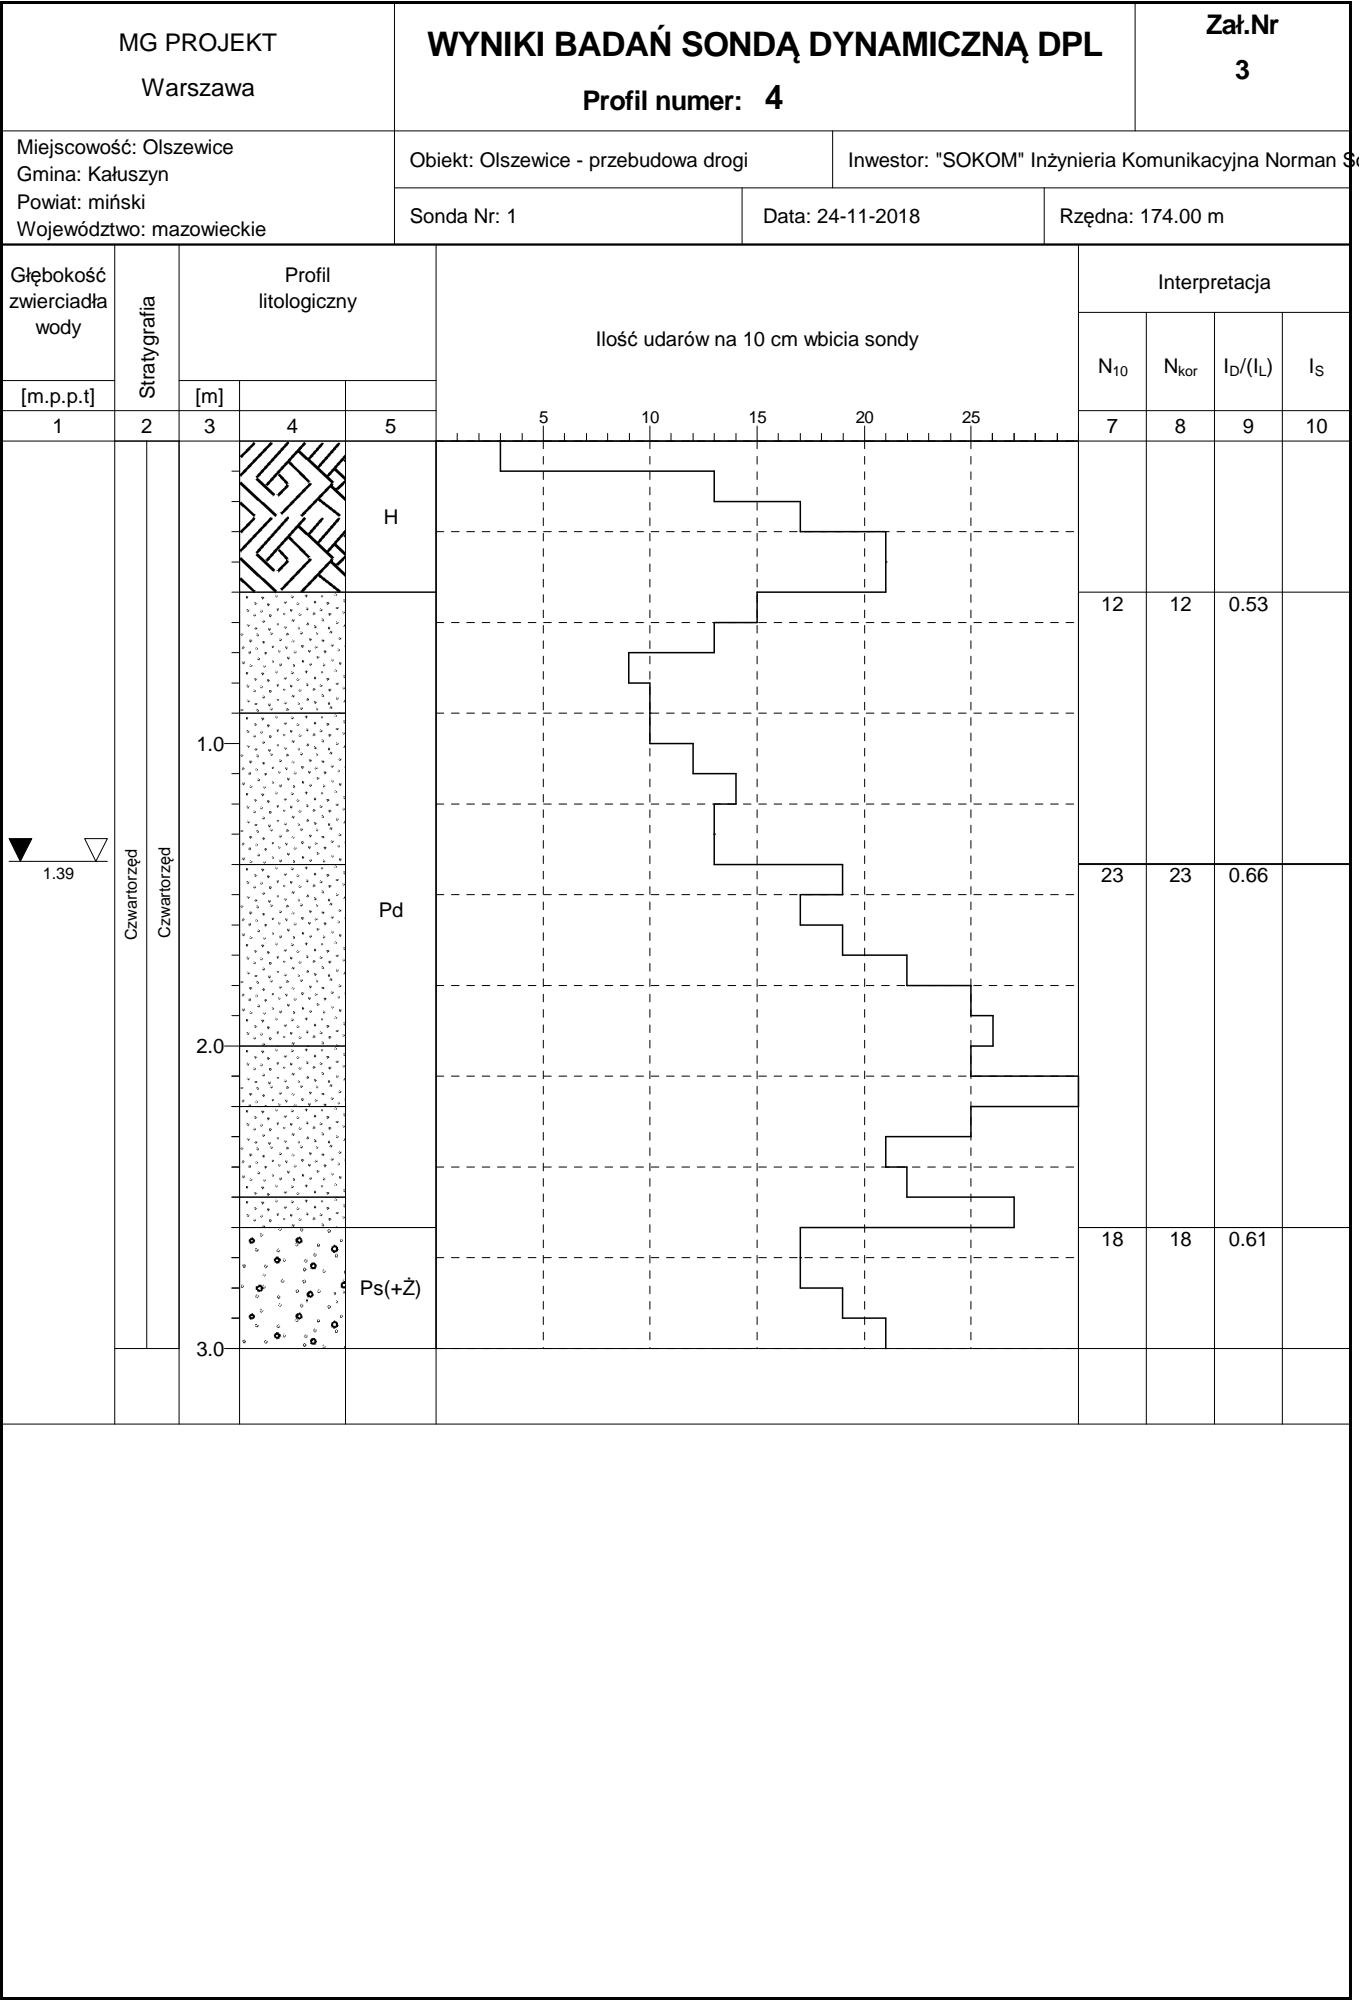 MG PROJEKT
Warszawa
WYNIKI BADAŃ SONDĄ DYNAMICZNĄ DPL
Profil numer: 4
Zał.Nr
3
Miejscowość: Olszewice
Gmina: Kałuszyn
Powiat: miński
Województwo: mazowieckie
Obiekt: Olszewice - przebudowa drogi
Inwestor: "SOKOM" Inżynieria Komunikacyjna Norman
Sonda Nr: 1
Data: 24-11-2018
Rzędna: 174.00 m
Głębokość
zwierciadła
wody
[m.p.p.t]
Stratygrafia
Profil
litologiczny
[m]
Ilość udarów na 10 cm wbicia sondy
Interpretacja
N10
Nkor
ID/(IL)
IS
5 10 15 20 25
1 2 3 4 5 7 8 9 10
H
12 12 0.53
1.0
1.39
23 23 0.66
Czwartorzęd
Czwartorzęd
Pd
2.0
18 18 0.61
Ps(+Ż)
3.0